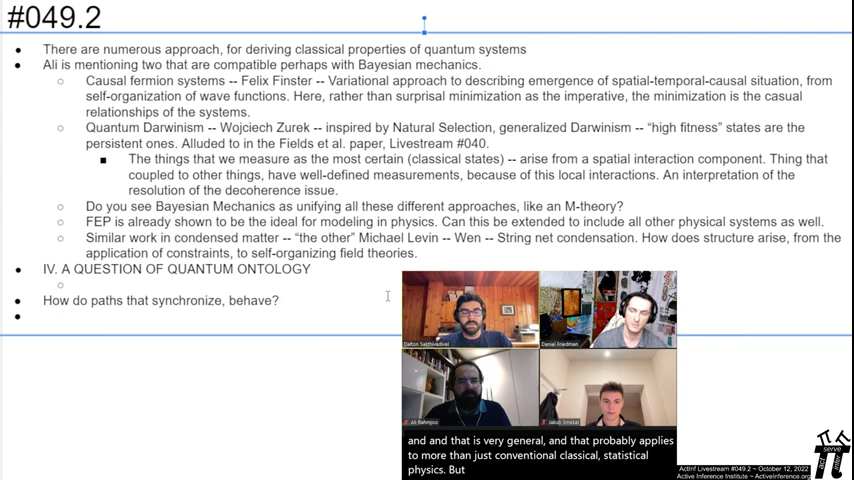 #049.2
● There are numerous approach, for deriving classical properties of quantum systems
● Ali is mentioning two that are compatible perhaps with Bayesian mechanics.
○ Causal fermion systems -- Felix Finster -- Variational approach to describing emergence of spatial-temporal-causal situation, from
self-organization of wave functions. Here, rather than surprisal minimization as the imperative, the minimization is the casual
relationships of the systems.
○ Quantum Darwinism -- Wojciech Zurek -- inspired by Natural Selection, generalized Darwinism -- “high fitness” states are the
persistent ones. Alluded to in the Fields et al. paper, Livestream #040.
■ The things that we measure as the most certain (classical states) -- arise from a spatial interaction component. Thing that
coupled to other things, have well-defined measurements, because of this local interactions. An interpretation of the
resolution of the decoherence issue.
○ Do you see Bayesian Mechanics as unifying all these different approaches, like an M-theory?
○ FEP is already shown to be the ideal for modeling in physics. Can this be extended to include all other physical systems as well.
○ Similar work in condensed matter -- “the other” Michael Levin -- Wen -- String net condensation. How does structure arise, from the
application of constraints, to self-organizing field theories.
● IV. A QUESTION OF QUANTUM ONTOLOGY
○
● How do paths that synchronize, behave?
●
Dalton Sakthivadivel
Daniel Friedman
Ali Rahmjoo
Jakub Smekal
and and that is very general, and that probably applies
to more than just conventional classical, statistical
physics. But
act
serve
infer
ActInf Livestream #049.2 ~ October 12, 2022
Active Inference Institute ~ ActiveInference.org